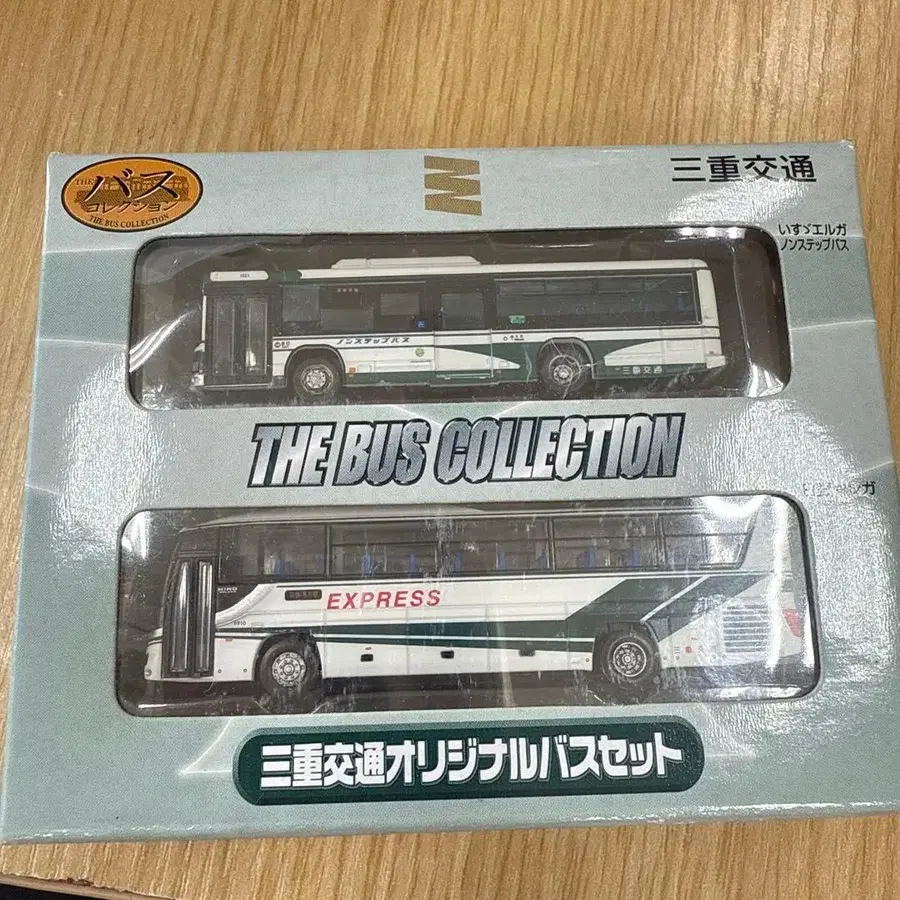 THE
バス
コレクション
THE BUS COLLECTION
三重交通
いすゞエルガ
ノンステップバス
ノンステップバス
三重交通
THE BUS COLLECTION
HINO
EXPRESS
三重交通オリジナルバスセット